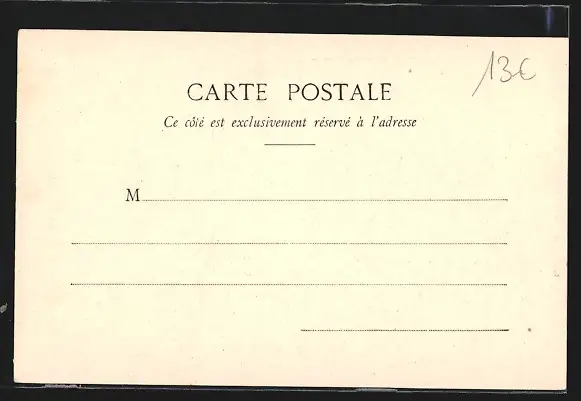 13€
CARTE POSTALE
Ce côté est exclusivement réservé à l'adresse
M